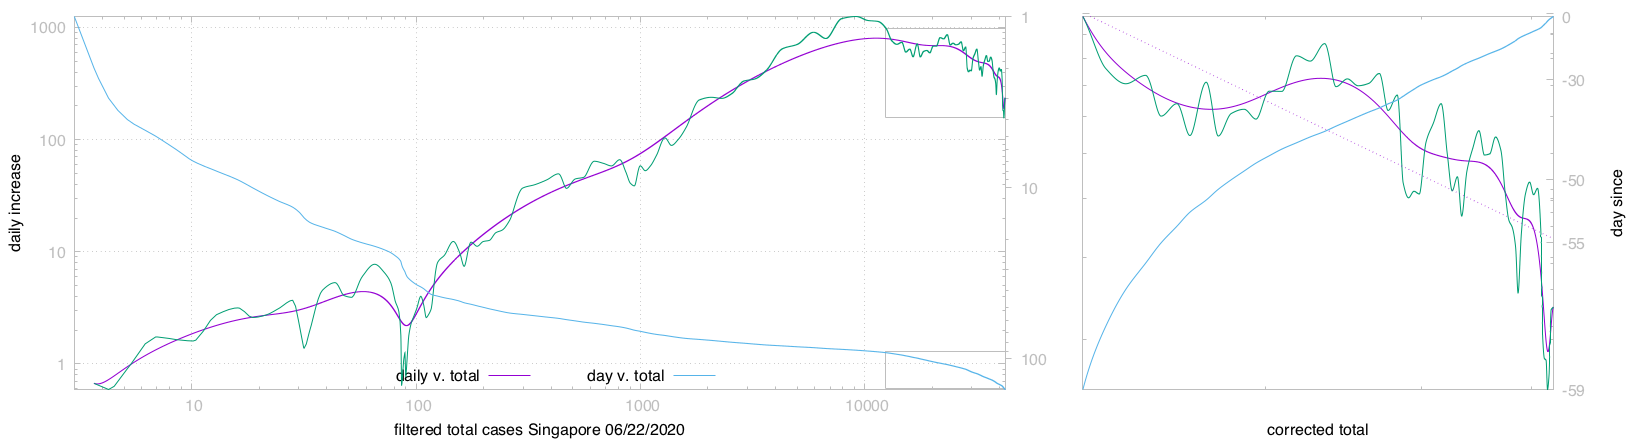 1000
100
10
1
daily increase
10
100
1000
10000
1
10
100
daily v. total
day v. total
filtered total cases Singapore 06/22/2020
0
-30
-50
-55
-59
day since
corrected total